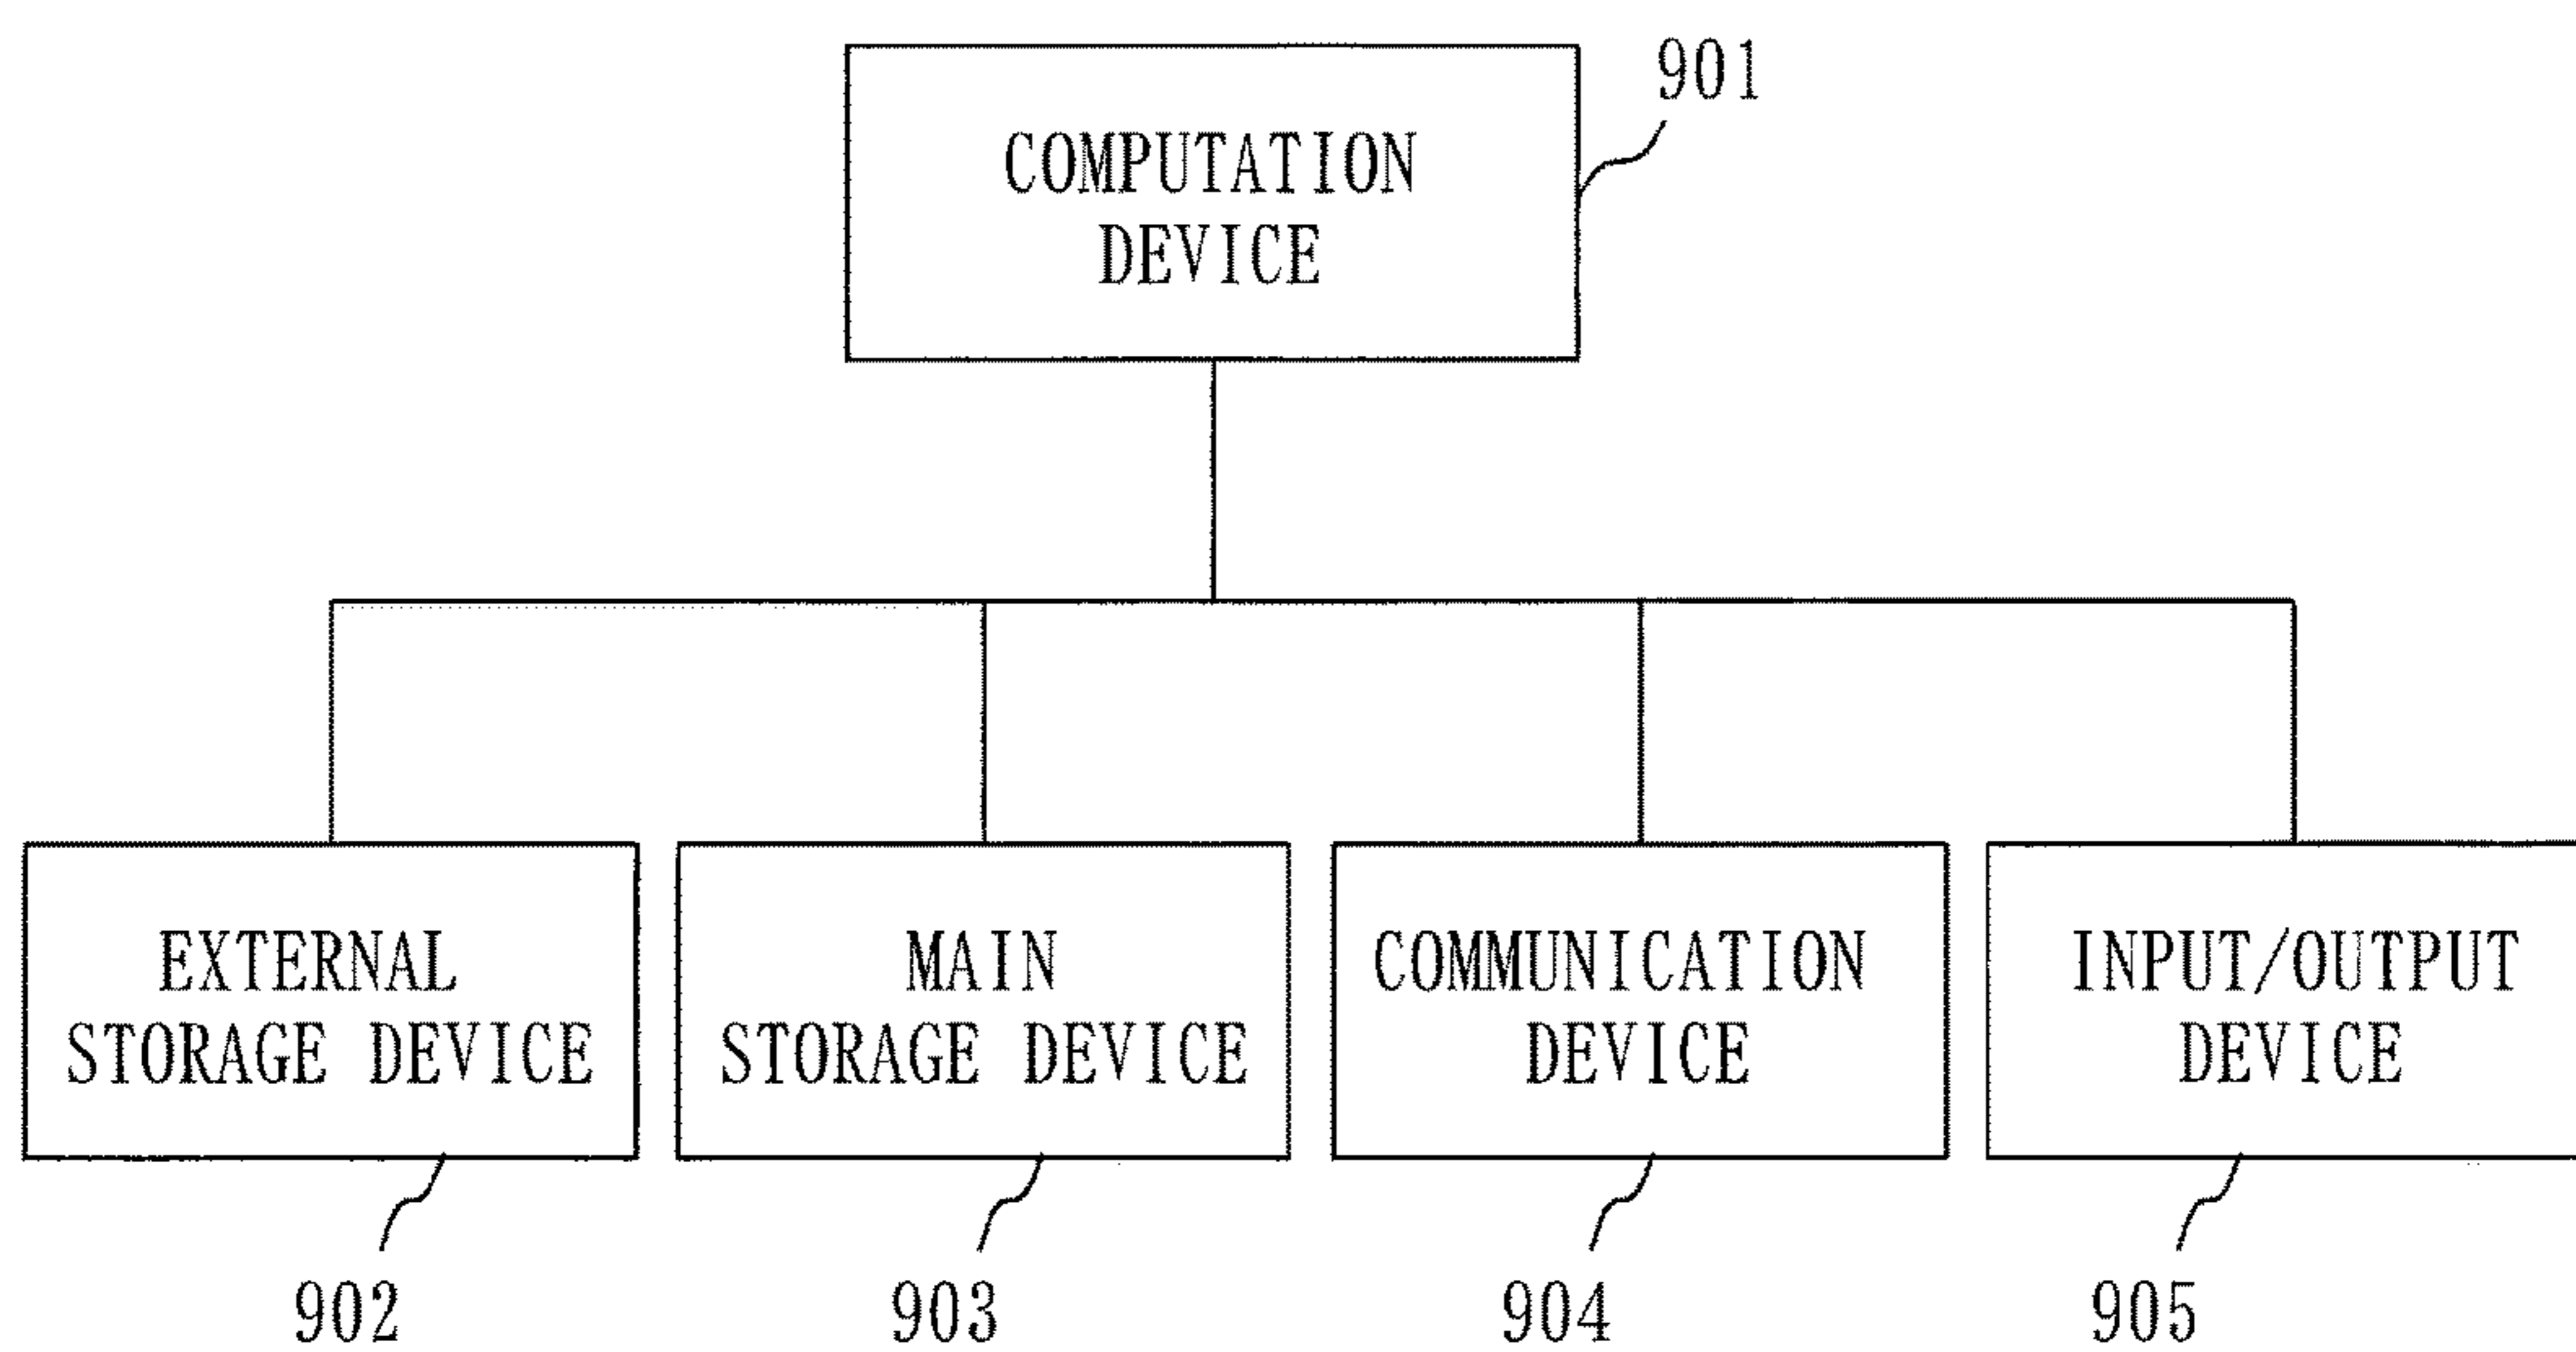 901
COMPUTATION
DEVICE
EXTERNAL
STORAGE DEVICE
MAIN
STORAGE DEVICE
COMMUNICATION
DEVICE
INPUT/OUTPUT
DEVICE
902
903
904
905